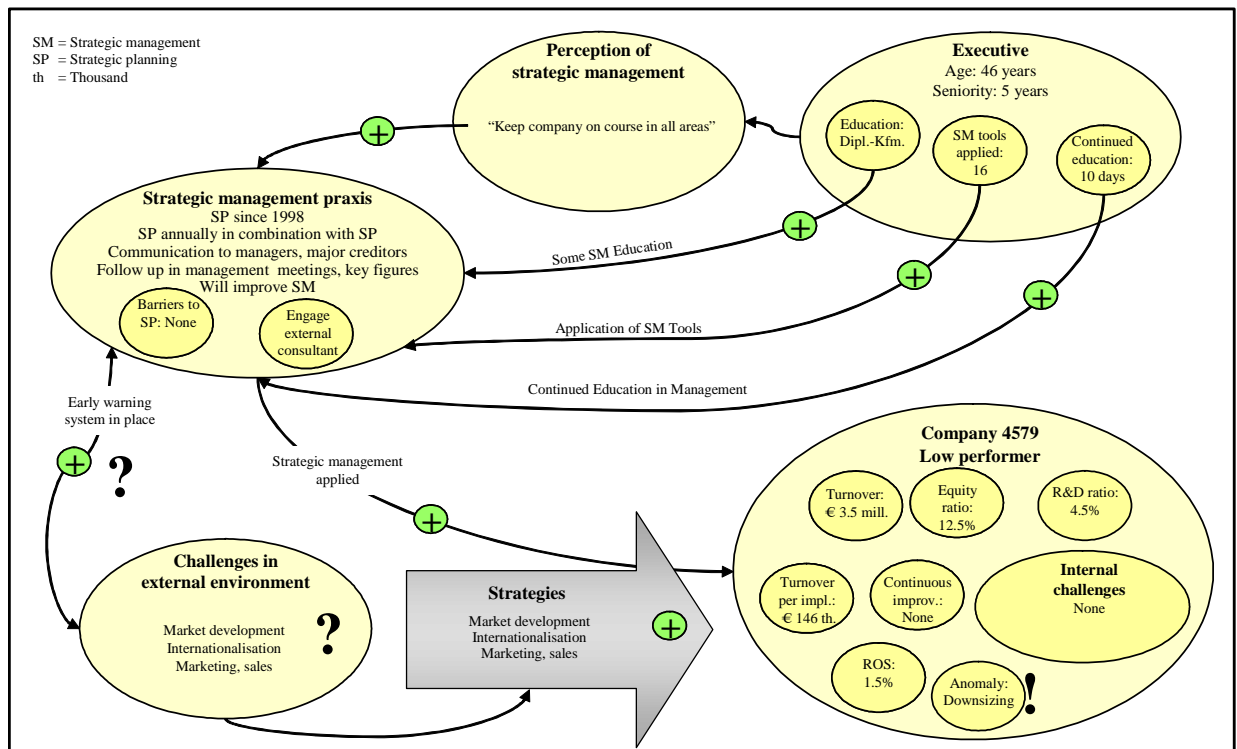 SM = Strategic management
SP = Strategic planning
th = Thousand
Perception of
strategic management
“Keep company on course in all areas”
Executive
Age: 46 years
Seniority: 5 years
Education:
Dipl.-Kfm.
SM tools
applied:
16
Continued
education:
10 days
+
Strategic management praxis
SP since 1998
SP annually in combination with SP
Communication to managers, major creditors
Follow up in management meetings, key figures
Will improve SM
Barriers to
SP: None
Engage
external
consultant
+
Some SM Education
+
Application of SM Tools
+
Continued Education in Management
Early warning
system in place
+
?
Strategic management
applied
+
Company 4579
Low performer
Turnover:
€ 3.5 mill.
Equity
ratio:
12.5%
R&D ratio:
4.5%
Turnover
per impl.:
€ 146 th.
Continuous
improv.:
None
Internal
challenges
None
ROS:
1.5%
Anomaly:
Downsizing
!
Challenges in
external environment
Market development
Internationalisation
Marketing, sales
?
Strategies
Market development
Internationalisation
Marketing, sales
+